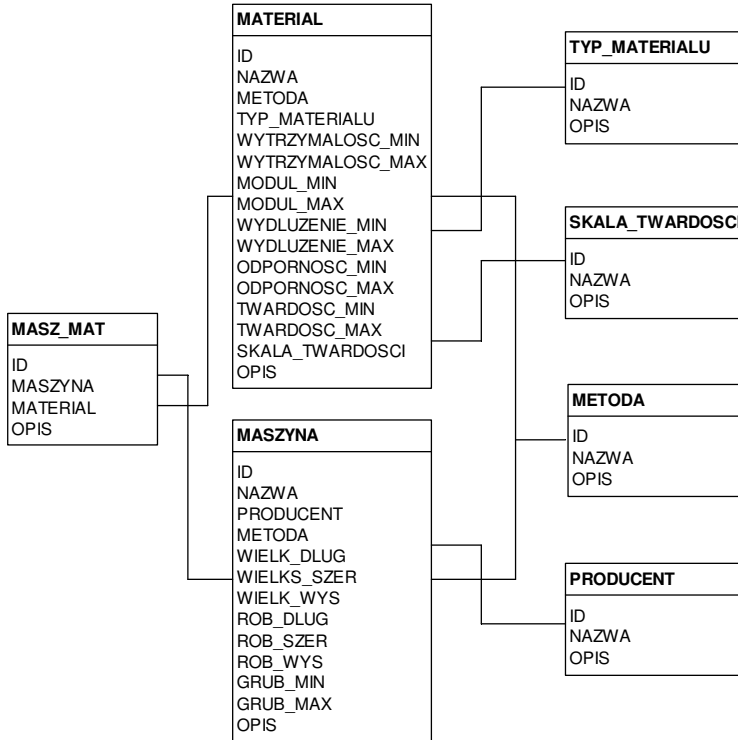 MATERIAL
ID
NAZWA
METODA
TYP_MATERIALU
WYTRZYMALOSC_MIN
WYTRZYMALOSC_MAX
MODUL_MIN
MODUL_MAX
WYDLUZENIE_MIN
WYDLUZENIE_MAX
ODPORNOSC_MIN
ODPORNOSC_MAX
TWARDOSC_MIN
TWARDOSC_MAX
SKALA_TWARDOSCI
OPIS
TYP_MATERIALU
ID
NAZWA
OPIS
SKALA_TWARDOSCI
ID
NAZWA
OPIS
MASZ_MAT
ID
MASZYNA
MATERIAL
OPIS
MASZYNA
ID
NAZWA
PRODUCENT
METODA
WIELK_DLUG
WIELKS_SZER
WIELK_WYS
ROB_DLUG
ROB_SZER
ROB_WYS
GRUB_MIN
GRUB_MAX
OPIS
METODA
ID
NAZWA
OPIS
PRODUCENT
ID
NAZWA
OPIS